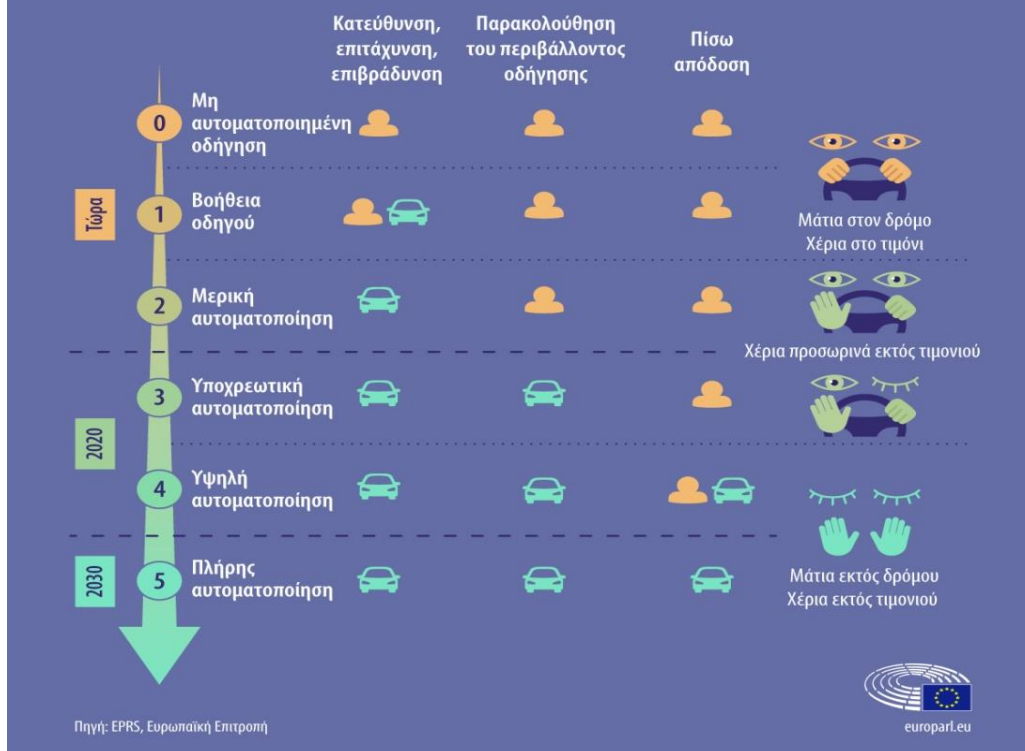 Κατεύθυνση,
επιτάχυνση,
επιβράδυνση
Παρακολούθηση
του περιβάλλοντος
οδήγησης
Πίσω
απόδοση
Τώρα
0
Μη
αυτοματοποιημένη
οδήγηση
1
Βοήθεια
οδηγού
Μάτια στον δρόμο
Χέρια στο τιμόνι
2
Μερική
αυτοματοποίηση
Χέρια προσωρινά εκτός τιμονιού
2020
3
Υποχρεωτική
αυτοματοποίηση
4
Υψηλή
αυτοματοποίηση
2030
5
Πλήρης
αυτοματοποίηση
Μάτια εκτός δρόμου
Χέρια εκτός τιμονιού
Πηγή: EPRS, Ευρωπαϊκή Επιτροπή
europarl.eu